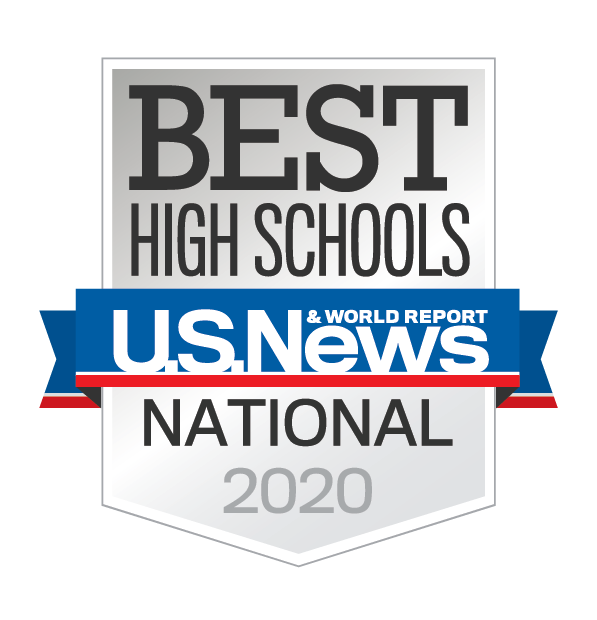 BEST
HIGH SCHOOLS
& WORLD REPORT
U.S.News
NATIONAL
2020